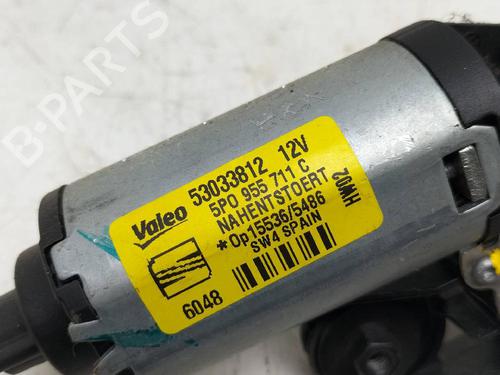 B-PARTS
Valeo
53033812 12V
5P0 955 711 C
NAHENTSTOERT
HW02
*Op15536/5486
SW4 SPAIN
6048